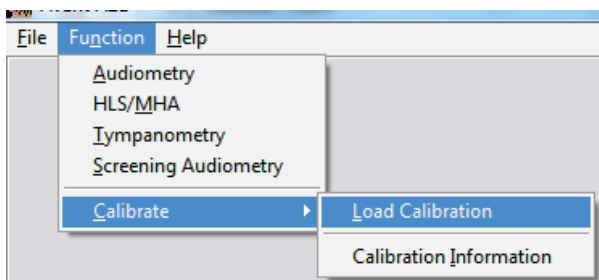 File Function Help
Audiometry
HLS/MHA
Tympanometry
Screening Audiometry
Calibrate Load Calibration
Calibration Information